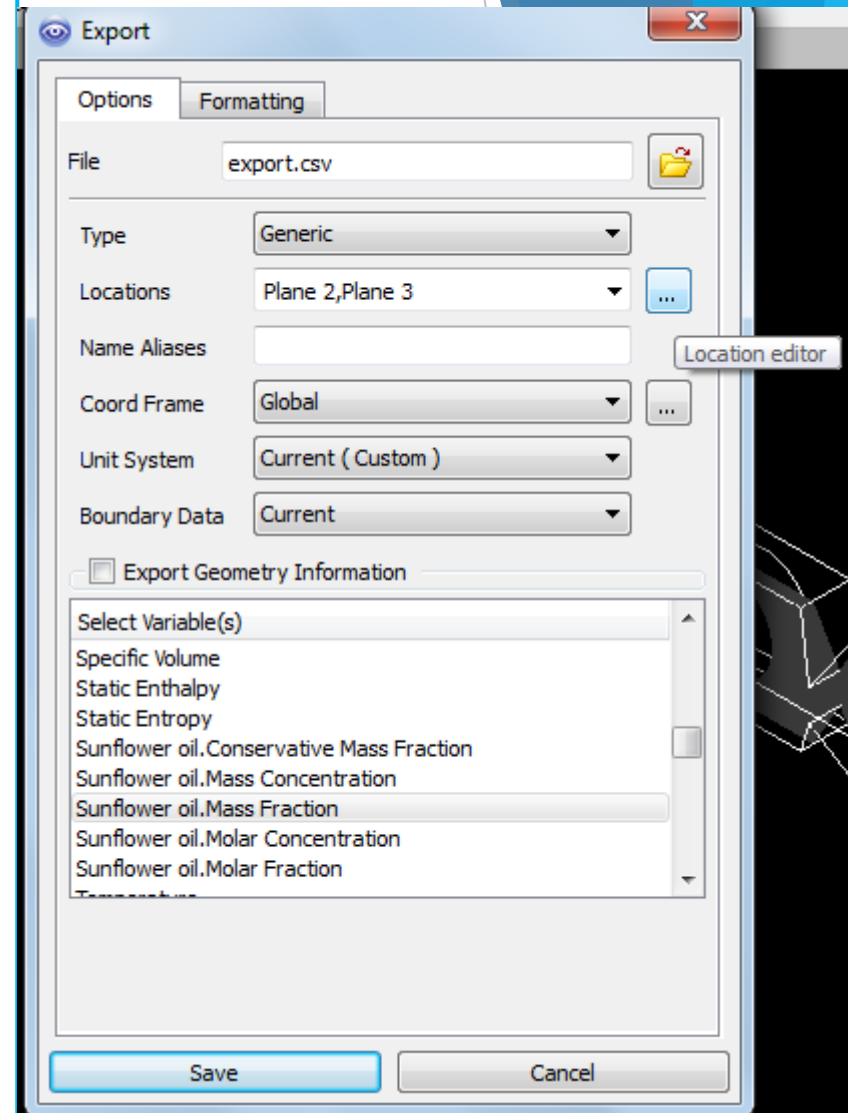 Export
Options Formatting
File export.csv
Type Generic
Locations Plane 2,Plane 3 ...
Location editor
Name Aliases
Coord Frame Global ...
Unit System Current ( Custom )
Boundary Data Current
Export Geometry Information
Select Variable(s)
Specific Volume
Static Enthalpy
Static Entropy
Sunflower oil.Conservative Mass Fraction
Sunflower oil.Mass Concentration
Sunflower oil.Mass Fraction
Sunflower oil.Molar Concentration
Sunflower oil.Molar Fraction
Temperature
Save Cancel